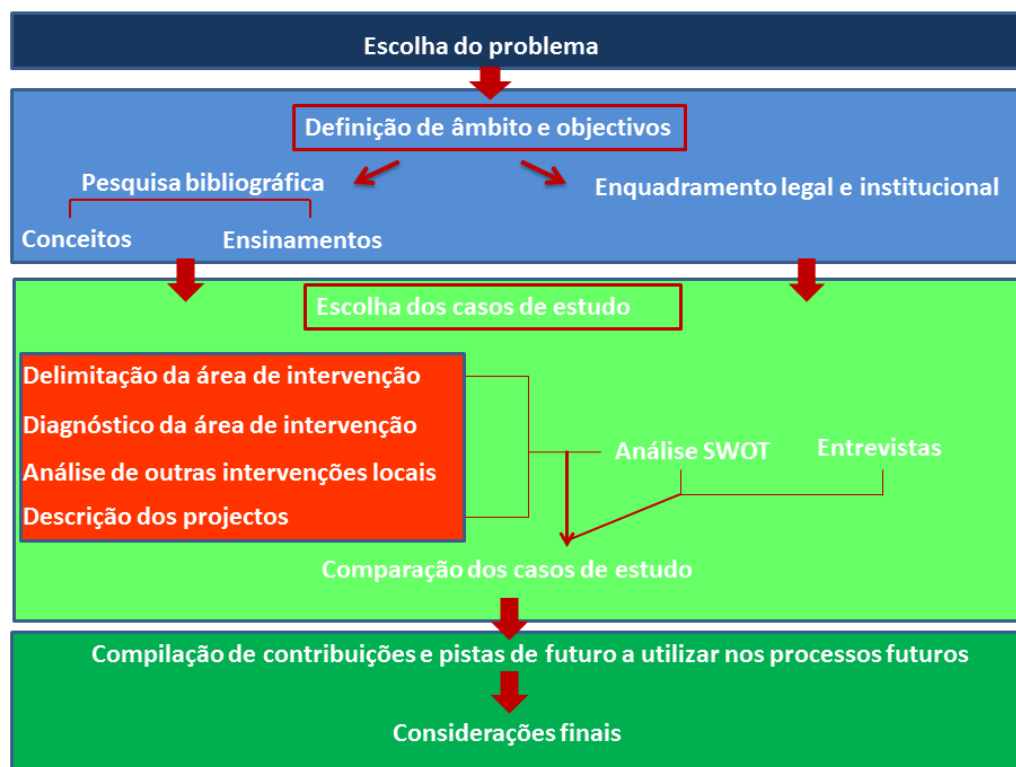 Escolha do problema
Definição de âmbito e objectivos
Pesquisa bibliográfica
Enquadramento legal e institucional
Conceitos
Ensinamentos
Escolha dos casos de estudo
Delimitação da área de intervenção
Diagnóstico da área de intervenção
Análise de outras intervenções locais
Descrição dos projectos
Análise SWOT
Entrevistas
Comparação dos casos de estudo
Compilação de contribuições e pistas de futuro a utilizar nos processos futuros
Considerações finais